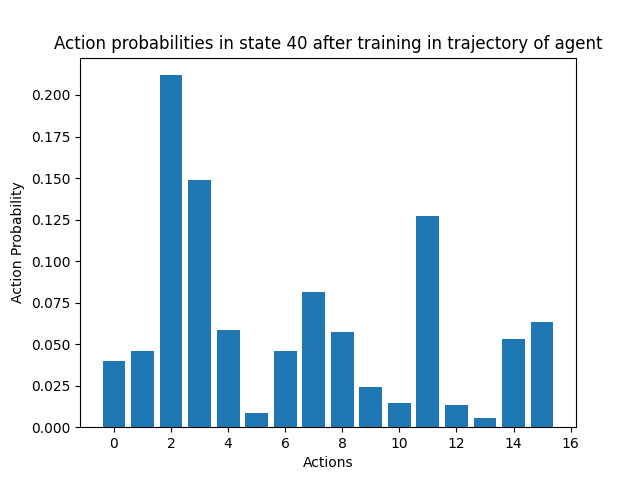 Action probabilities in state 40 after training in trajectory of agent
0.200
0.175
0.150
0.125
0.100
0.075
0.050
0.025
0.000
Action Probability
0 2 4 6 8 10 12 14 16
Actions